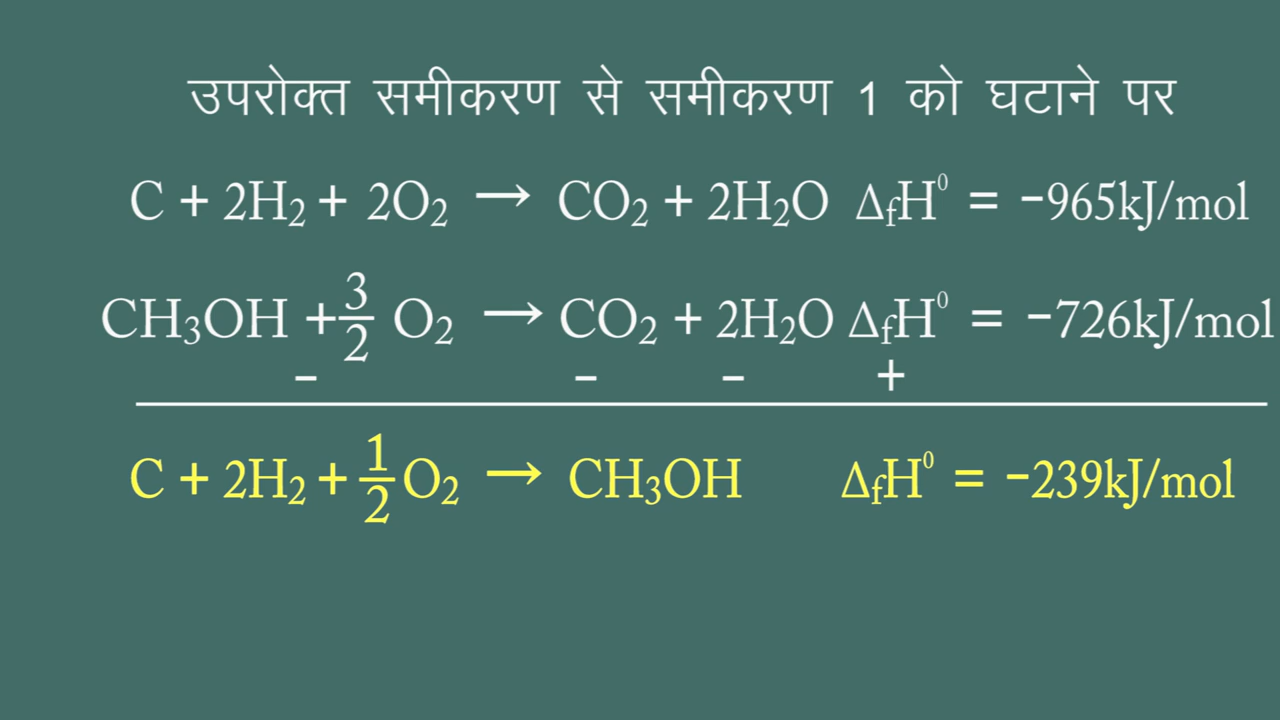 उपरोक्त समीकरण से समीकरण 1 को घटाने पर
C + 2H₂ + 2O₂ → CO₂ + 2H₂O ΔfH⁰ = -965kJ/mol
CH₃OH + 3/2 O₂ → CO₂ + 2H₂O ΔfH⁰ = -726kJ/mol
- - - +
C + 2H₂ + 1/2 O₂ → CH₃OH ΔfH⁰ = -239kJ/mol